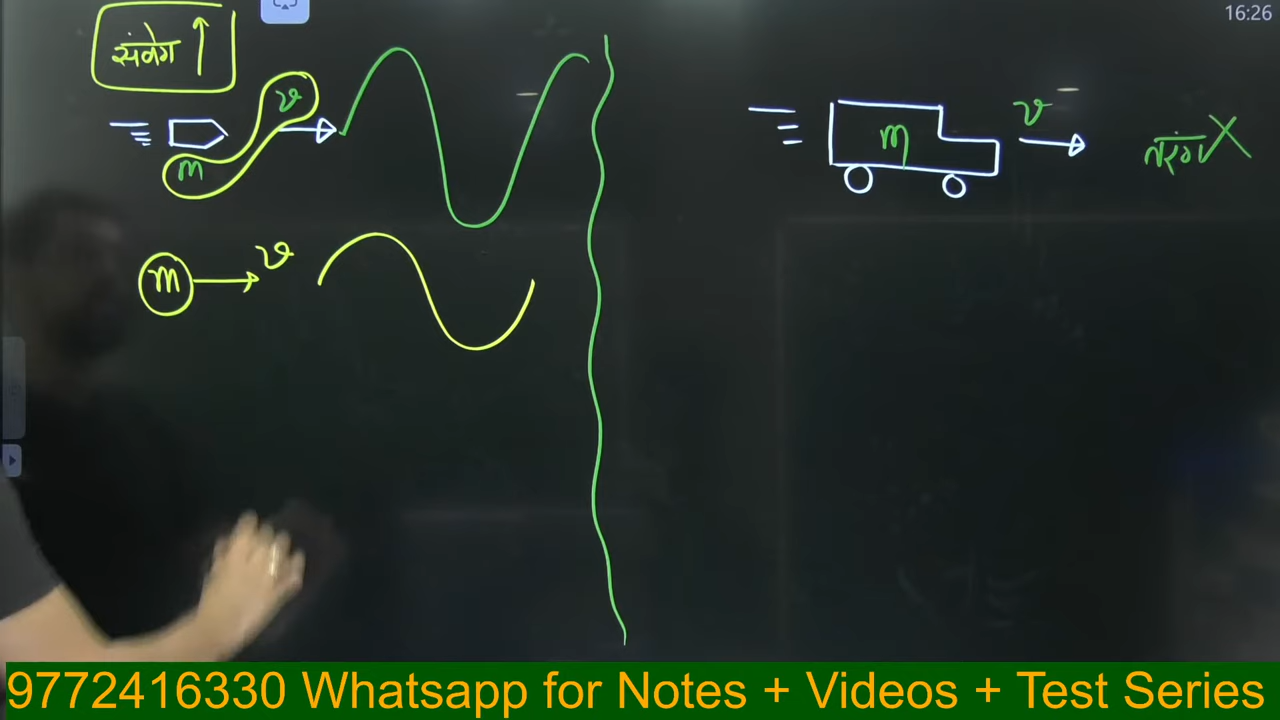 16:26
संवेग ↑
v
m
m v
m
v
तरंग X
9772416330 Whatsapp for Notes + Videos + Test Series